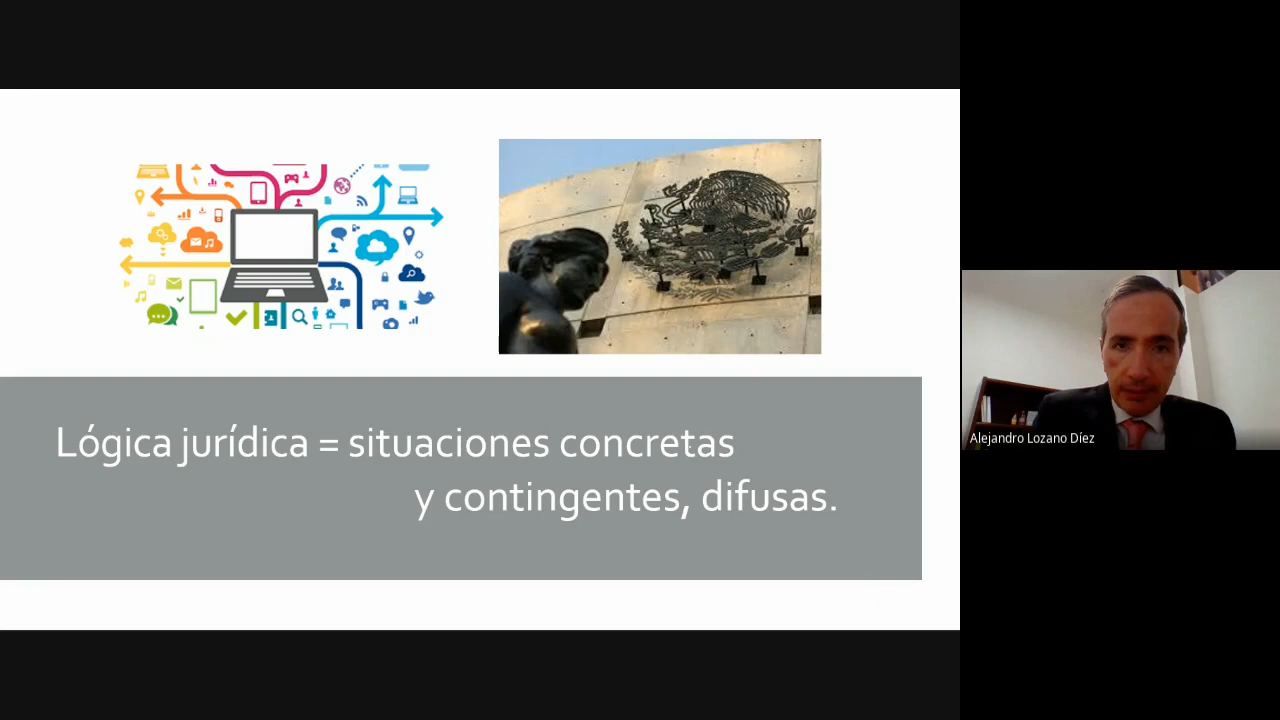 Lógica jurídica = situaciones concretas
y contingentes, difusas.
Alejandro Lozano Díez